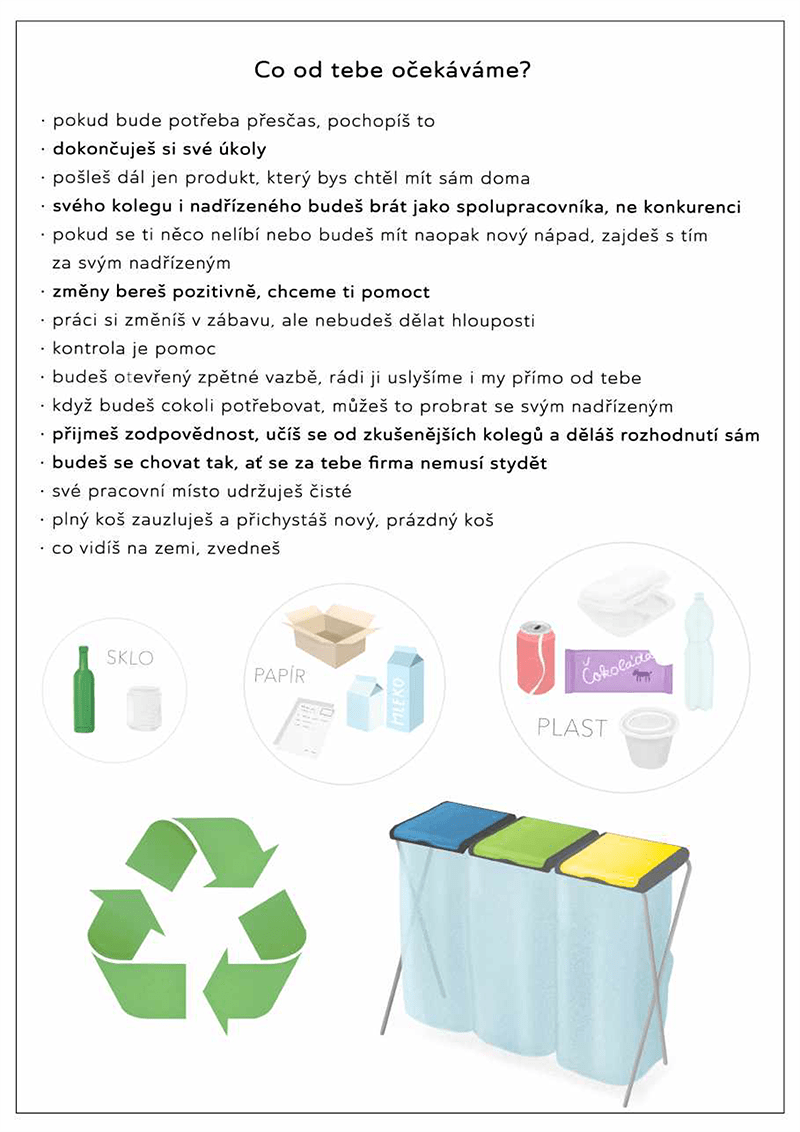 Co od tebe očekáváme?
· pokud bude potřeba přesčas, pochopíš to
· dokončuješ si své úkoly
· pošleš dál jen produkt, který bys chtěl mít sám doma
· svého kolegu i nadřízeného budeš brát jako spolupracovníka, ne konkurenci
· pokud se ti něco nelíbí nebo budeš mít naopak nový nápad, zajdeš s tím
za svým nadřízeným
· změny bereš pozitivně, chceme ti pomoct
· práci si změníš v zábavu, ale nebudeš dělat hlouposti
· kontrola je pomoc
· budeš otevřený zpětné vazbě, rádi ji uslyšíme i my přímo od tebe
· když budeš cokoli potřebovat, můžeš to probrat se svým nadřízeným
· přijmeš zodpovědnost, učíš se od zkušenějších kolegů a děláš rozhodnutí sám
· budeš se chovat tak, ať se za tebe firma nemusí stydět
· své pracovní místo udržuješ čisté
· plný koš zauzluješ a přichystáš nový, prázdný koš
· co vidíš na zemi, zvedneš
SKLO
PAPÍR
MLÉKO
Čokoláda
PLAST